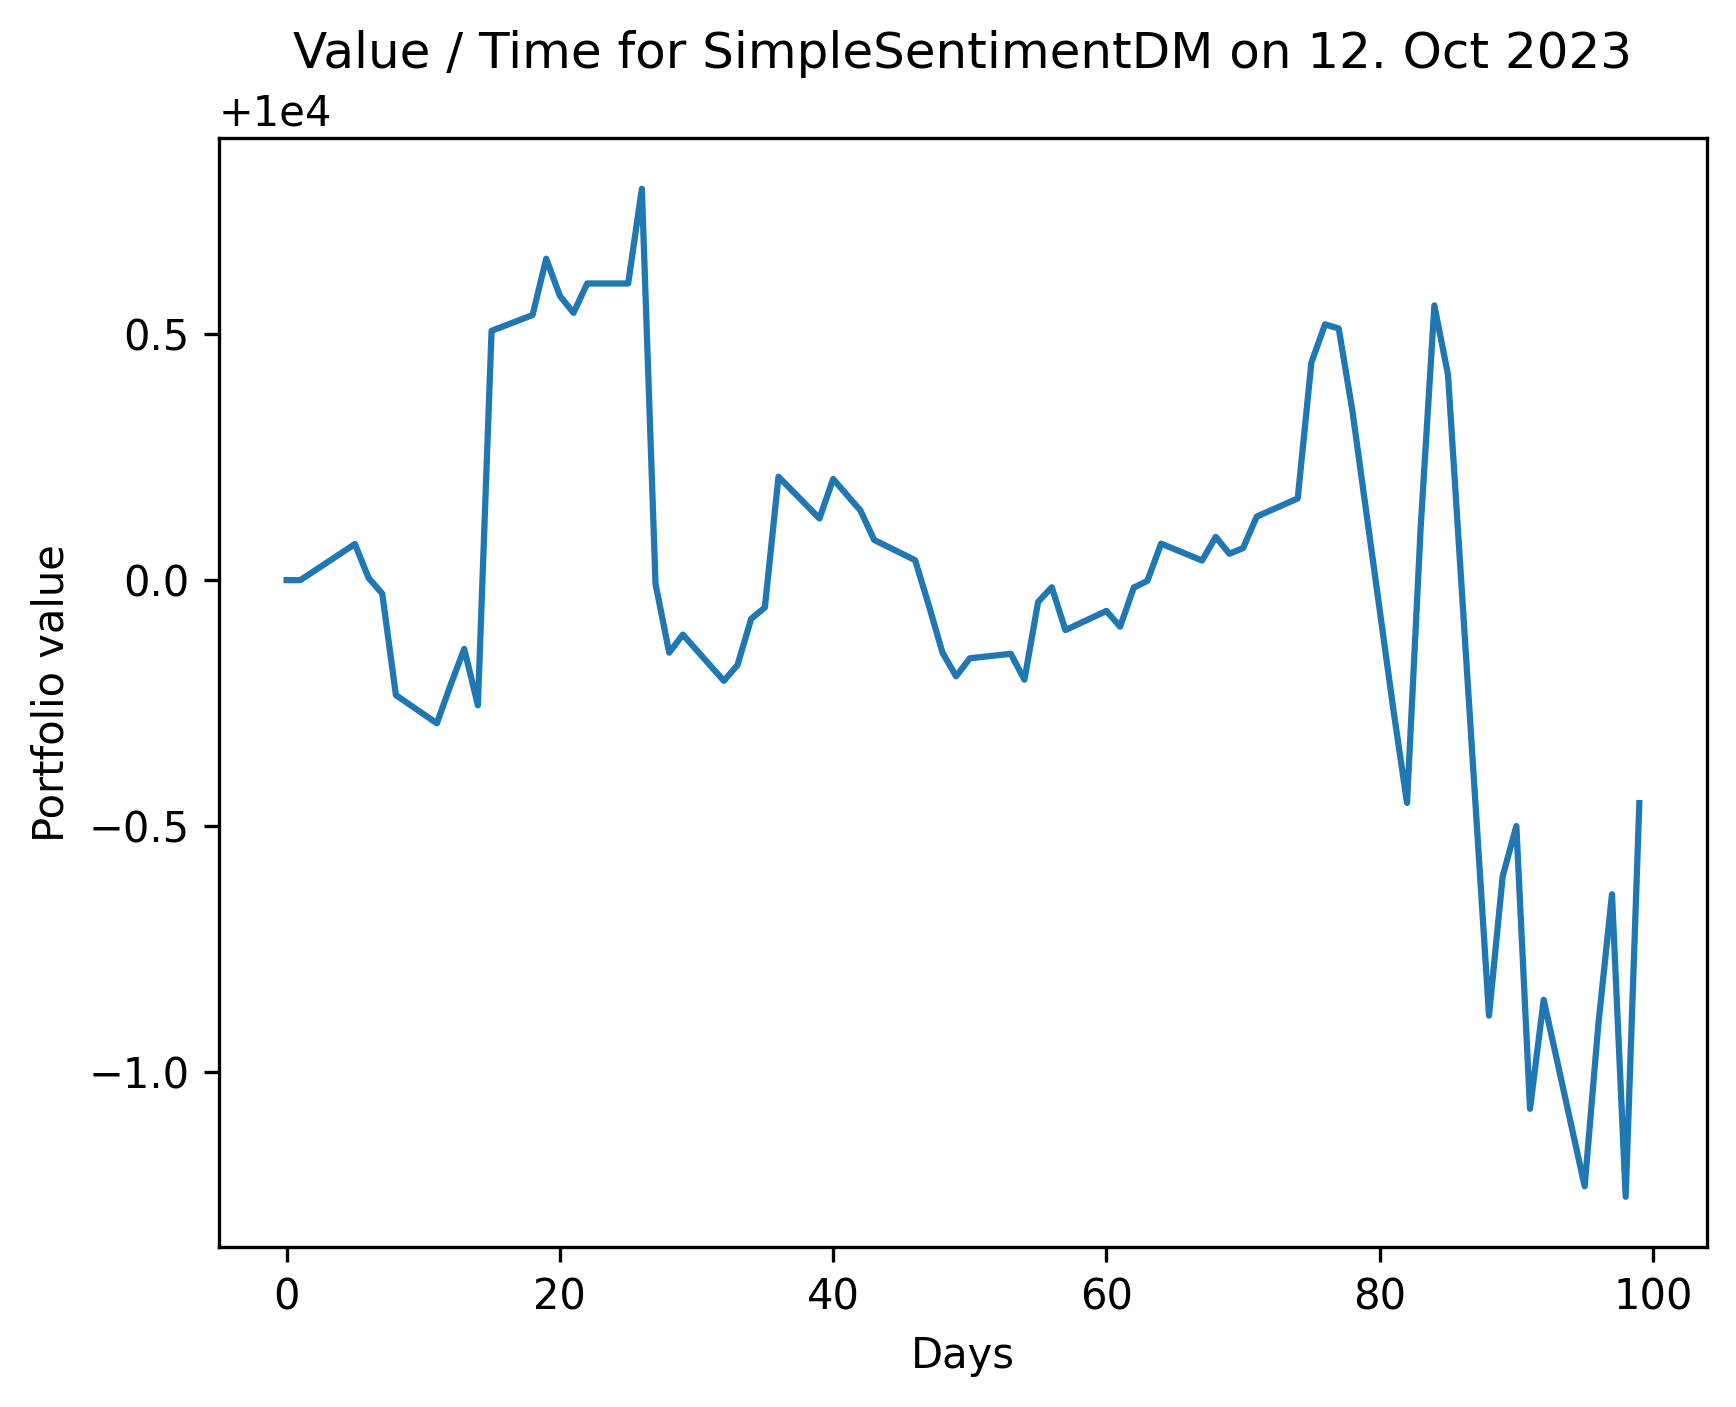 Value / Time for SimpleSentimentDM on 12. Oct 2023
+1e4
0.5
0.0
−0.5
−1.0
Portfolio value
0 20 40 60 80 100
Days